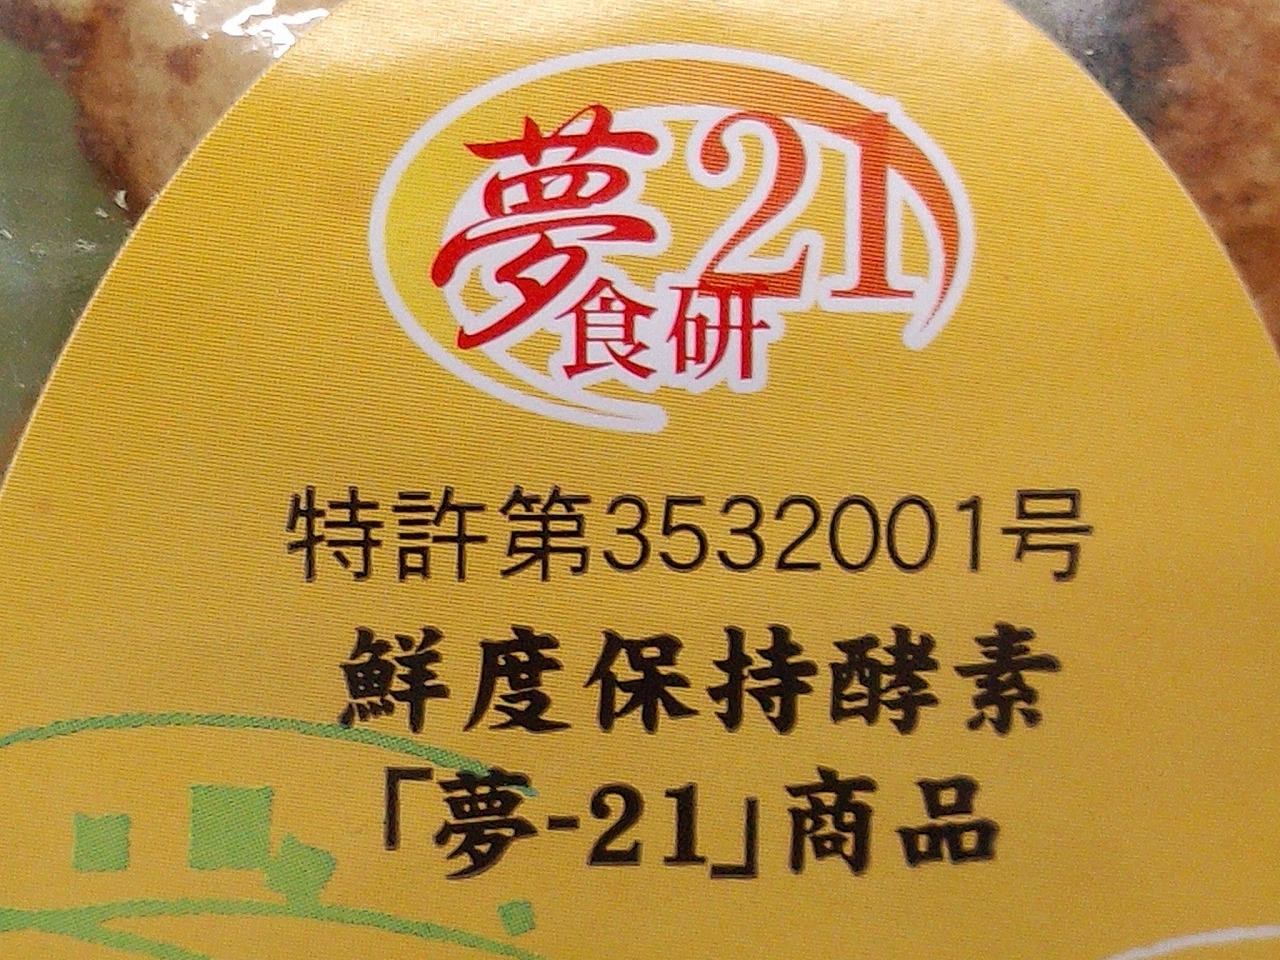 夢21
食研
特許第3532001号
鮮度保持酵素
「夢-21」商品